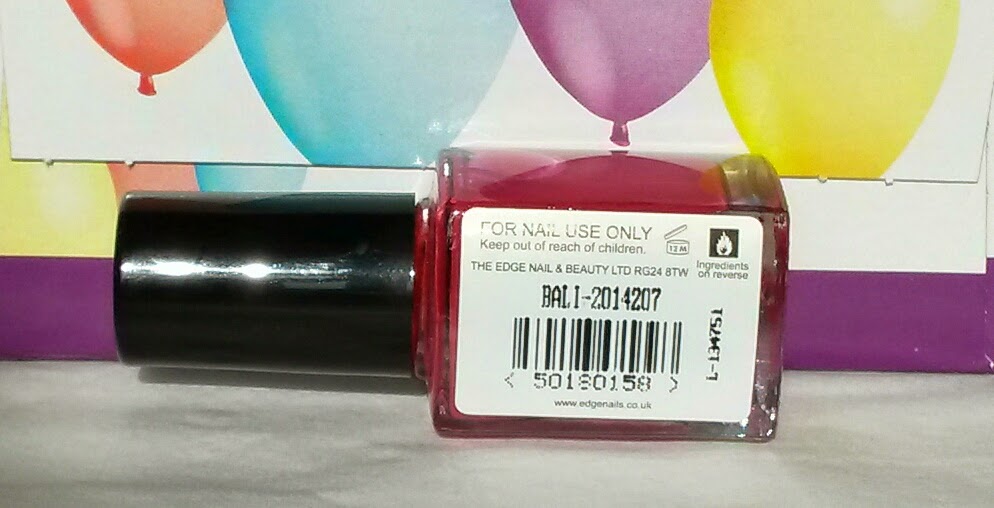 FOR NAIL USE ONLY
Keep out of reach of children.
12 M
Ingredients
on reverse
THE EDGE NAIL & BEAUTY LTD RG24 8TW
BALI-2014207
L-134751
< 50180158 >
www.edgenails.co.uk